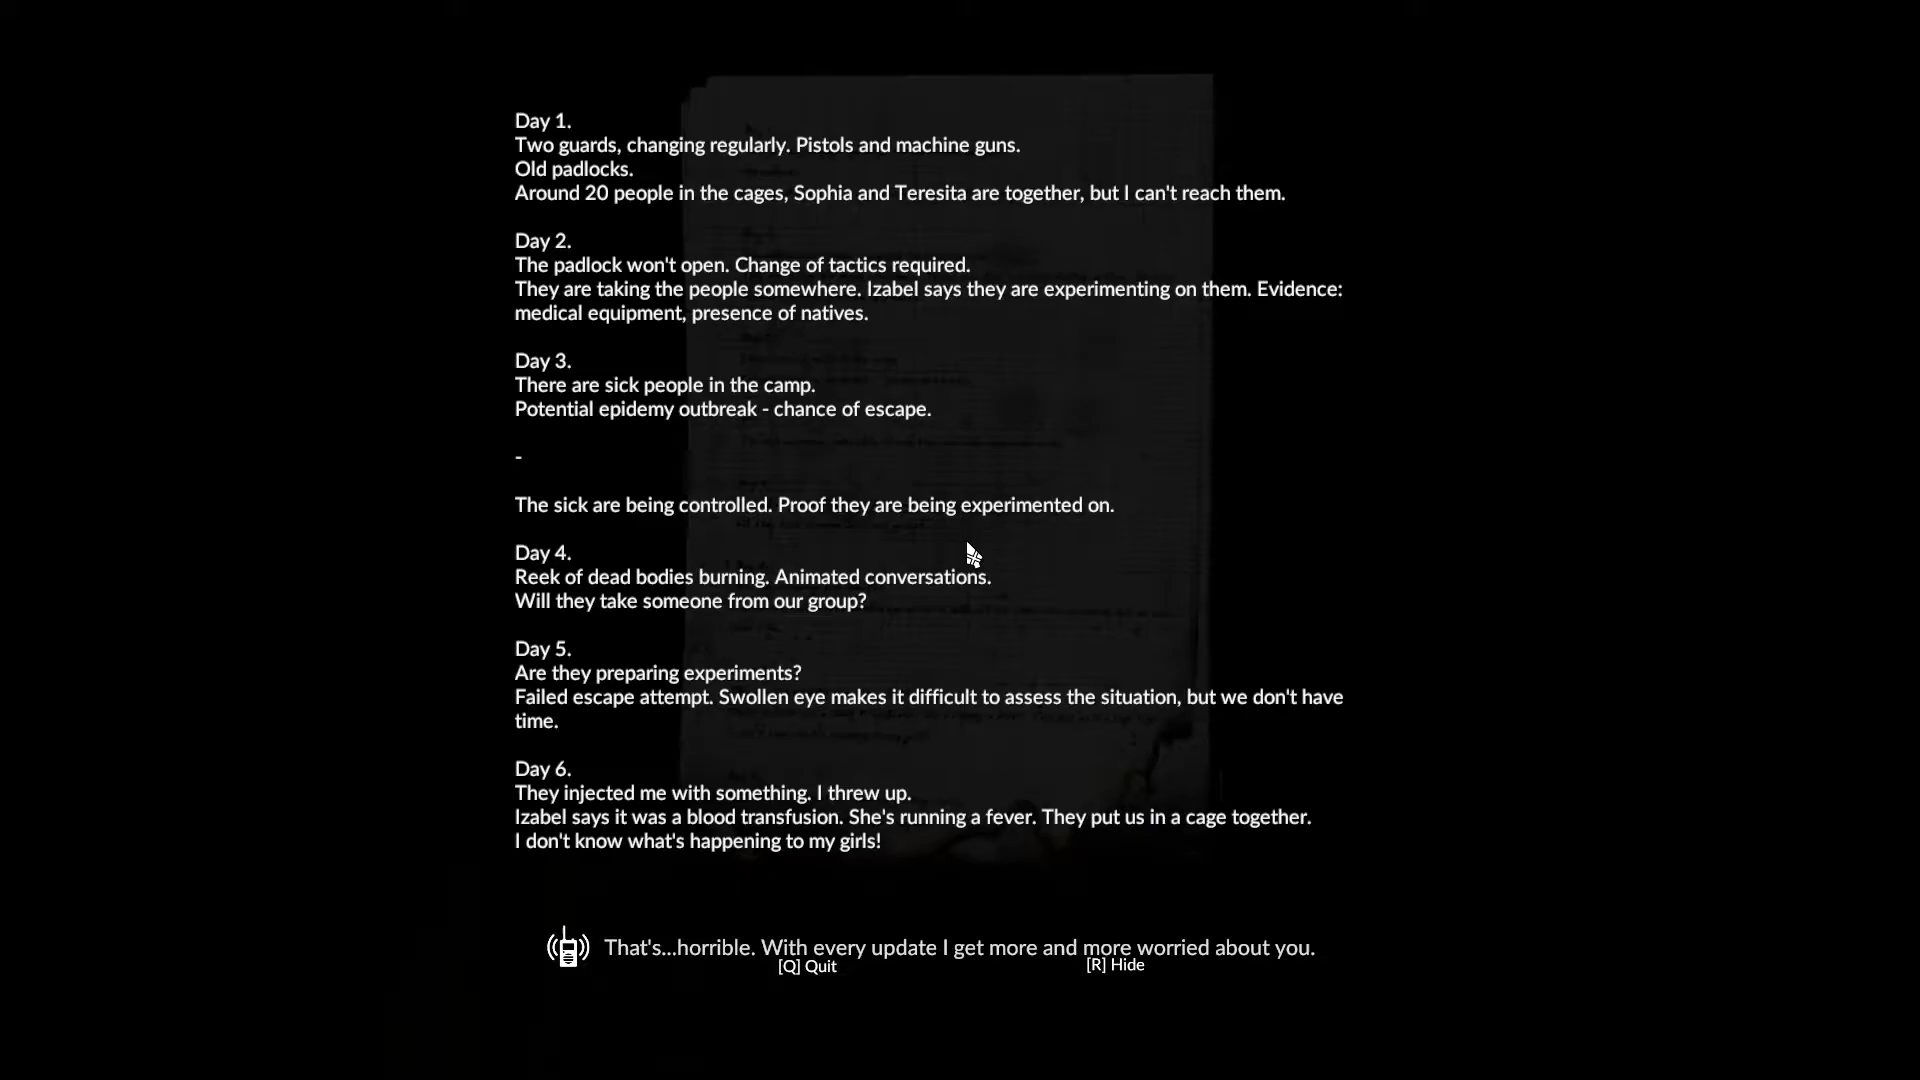 Day 1.
Two guards, changing regularly. Pistols and machine guns.
Old padlocks.
Around 20 people in the cages, Sophia and Teresita are together, but I can't reach them.
Day 2.
The padlock won't open. Change of tactics required.
They are taking the people somewhere. Izabel says they are experimenting on them. Evidence:
medical equipment, presence of natives.
Day 3.
There are sick people in the camp.
Potential epidemy outbreak - chance of escape.
-
The sick are being controlled. Proof they are being experimented on.
Day 4.
Reek of dead bodies burning. Animated conversations.
Will they take someone from our group?
Day 5.
Are they preparing experiments?
Failed escape attempt. Swollen eye makes it difficult to assess the situation, but we don't have
time.
Day 6.
They injected me with something. I threw up.
Izabel says it was a blood transfusion. She's running a fever. They put us in a cage together.
I don't know what's happening to my girls!
That's...horrible. With every update I get more and more worried about you.
[Q] Quit [R] Hide